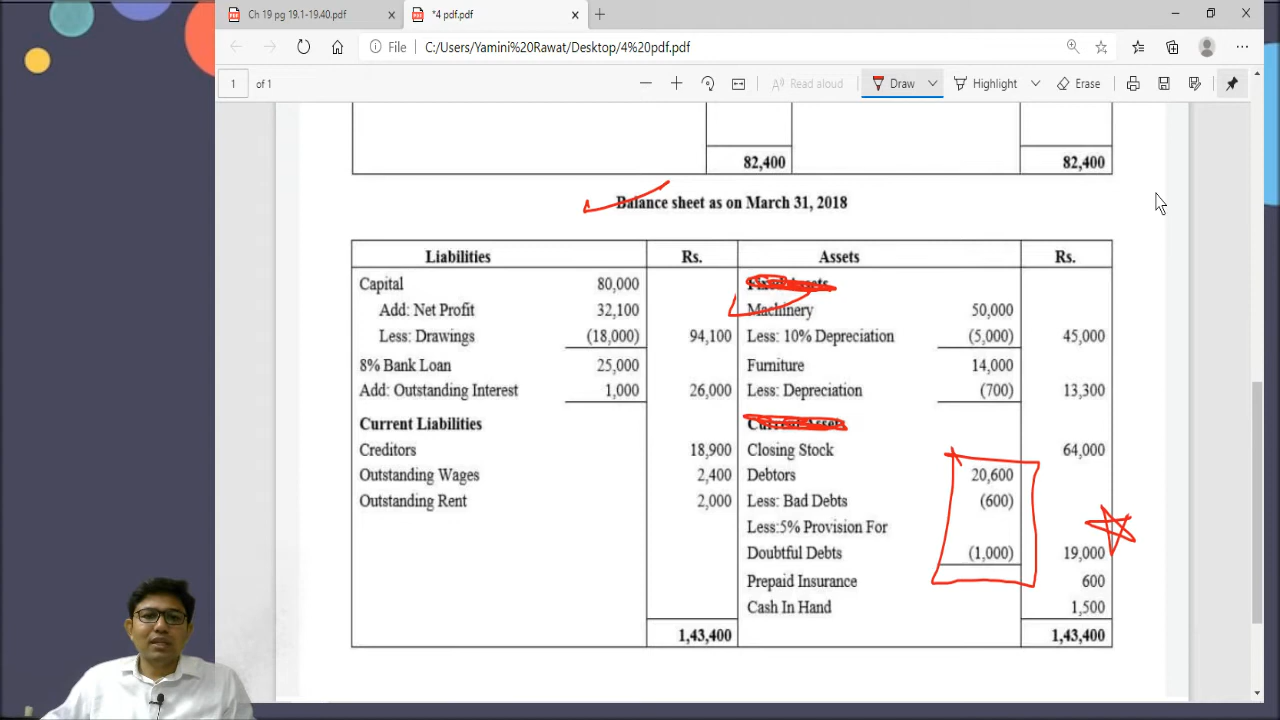 Ch 19 pg 19.1-19.40.pdf
*4 pdf.pdf
File C:/Users/Yamini%20Rawat/Desktop/4%20pdf.pdf
1 of 1 Read aloud Draw Highlight Erase
82,400 82,400
Balance sheet as on March 31, 2018
Liabilities Rs. Assets Rs.
Capital 80,000 Fixed Assets
Add: Net Profit 32,100 Machinery 50,000
Less: Drawings (18,000) 94,100 Less: 10% Depreciation (5,000) 45,000
8% Bank Loan 25,000 Furniture 14,000
Add: Outstanding Interest 1,000 26,000 Less: Depreciation (700) 13,300
Current Liabilities Current Assets
Creditors 18,900 Closing Stock 64,000
Outstanding Wages 2,400 Debtors 20,600
Outstanding Rent 2,000 Less: Bad Debts (600)
Less:5% Provision For
Doubtful Debts (1,000) 19,000
Prepaid Insurance 600
Cash In Hand 1,500
1,43,400 1,43,400